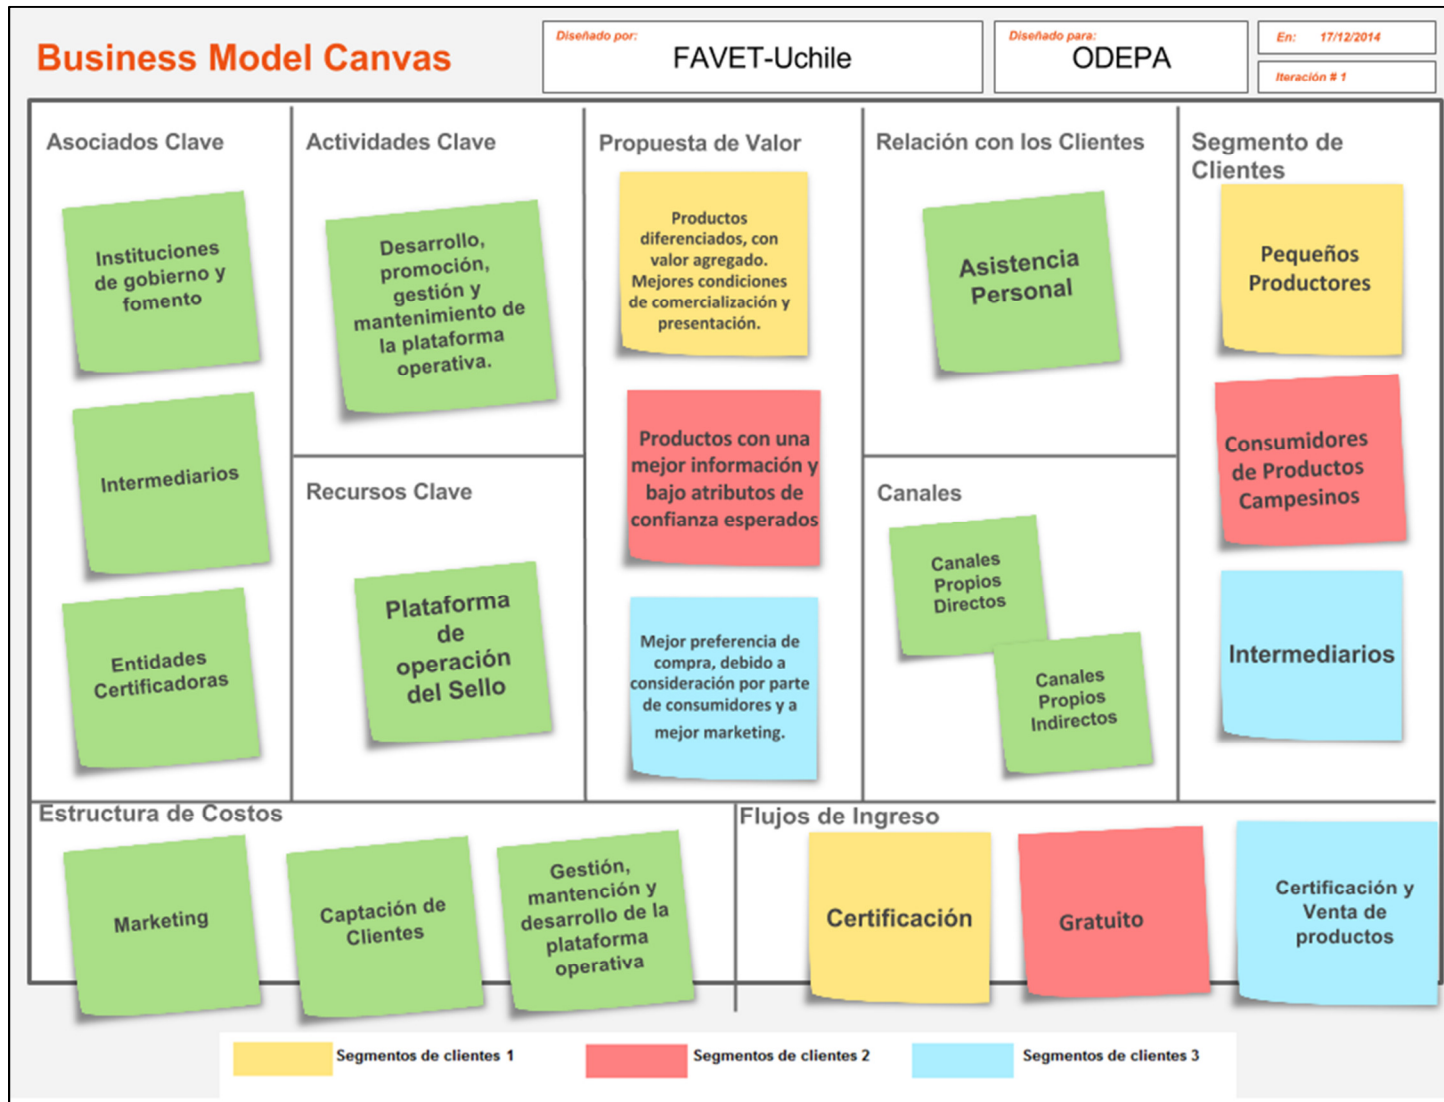 Business Model Canvas
Diseñado por:
FAVET-Uchile
Diseñado para:
ODEPA
En: 17/12/2014
Iteración # 1
Asociados Clave
Instituciones
de gobierno y
fomento
Intermediarios
Entidades
Certificadoras
Actividades Clave
Desarrollo,
promoción,
gestión y
mantenimiento de
la plataforma
operativa.
Recursos Clave
Plataforma
de
operación
del Sello
Propuesta de Valor
Productos
diferenciados, con
valor agregado.
Mejores condiciones
de comercialización y
presentación.
Productos con una
mejor información y
bajo atributos de
confianza esperados
Mejor preferencia de
compra, debido a
consideración por parte
de consumidores y a
mejor marketing.
Relación con los Clientes
Asistencia
Personal
Canales
Canales
Propios
Directos
Canales
Propios
Indirectos
Segmento de
Clientes
Pequeños
Productores
Consumidores
de Productos
Campesinos
Intermediarios
Estructura de Costos
Marketing
Captación de
Clientes
Gestión,
mantención y
desarrollo de la
plataforma
operativa
Flujos de Ingreso
Certificación
Gratuito
Certificación y
Venta de
productos
Segmentos de clientes 1
Segmentos de clientes 2
Segmentos de clientes 3